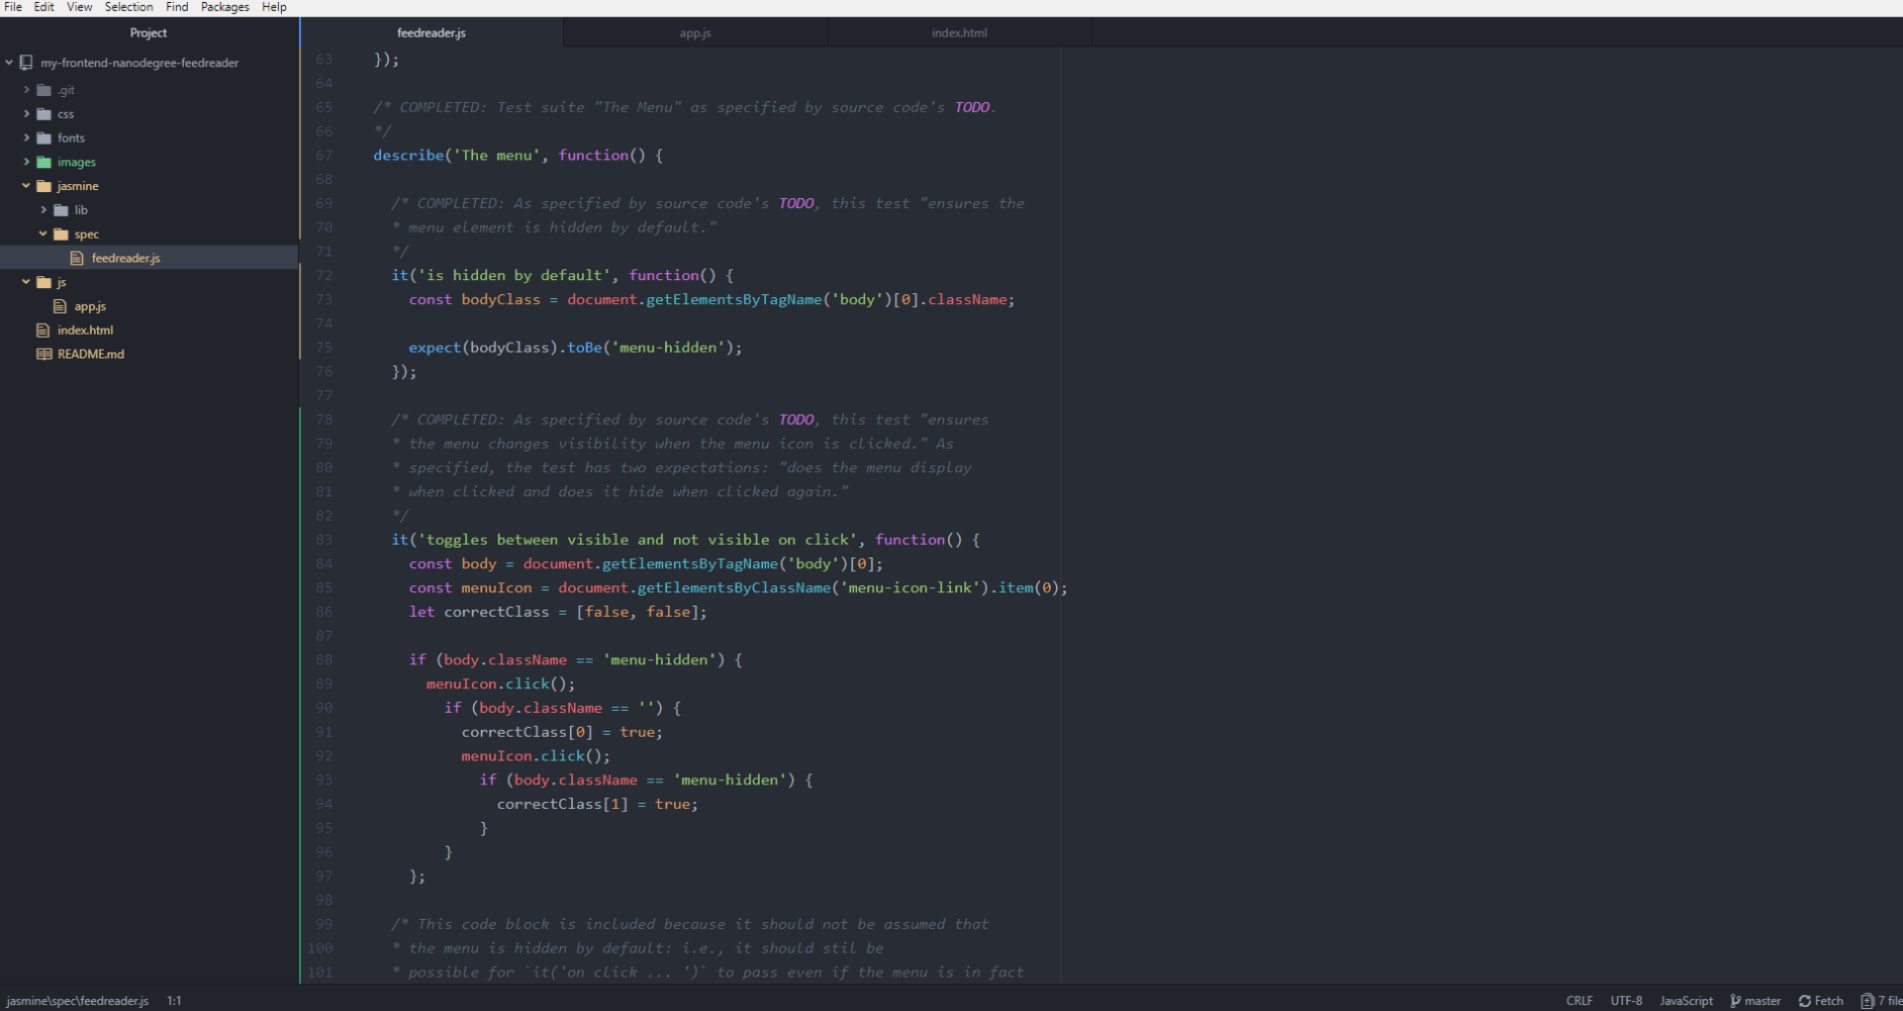 File Edit View Selection Find Packages Help
Project
my-frontend-nanodegree-feedreader
.git
css
fonts
images
jasmine
lib
spec
feedreader.js
js
app.js
index.html
README.md
feedreader.js app.js index.html
63 });
64
65 /* COMPLETED: Test suite "The Menu" as specified by source code's TODO.
66 */
67 describe('The menu', function() {
68
69 /* COMPLETED: As specified by source code's TODO, this test "ensures the
70 * menu element is hidden by default."
71 */
72 it('is hidden by default', function() {
73 const bodyClass = document.getElementsByTagName('body')[0].className;
74
75 expect(bodyClass).toBe('menu-hidden');
76 });
77
78 /* COMPLETED: As specified by source code's TODO, this test "ensures
79 * the menu changes visibility when the menu icon is clicked." As
80 * specified, the test has two expectations: "does the menu display
81 * when clicked and does it hide when clicked again."
82 */
83 it('toggles between visible and not visible on click', function() {
84 const body = document.getElementsByTagName('body')[0];
85 const menuIcon = document.getElementsByClassName('menu-icon-link').item(0);
86 let correctClass = [false, false];
87
88 if (body.className == 'menu-hidden') {
89 menuIcon.click();
90 if (body.className == '') {
91 correctClass[0] = true;
92 menuIcon.click();
93 if (body.className == 'menu-hidden') {
94 correctClass[1] = true;
95 }
96 }
97 };
98
99 /* This code block is included because it should not be assumed that
100 * the menu is hidden by default: i.e., it should stil be
101 * possible for `it('on click ... ')` to pass even if the menu is in fact
jasmine\spec\feedreader.js 1:1 CRLF UTF-8 JavaScript master Fetch 7 file